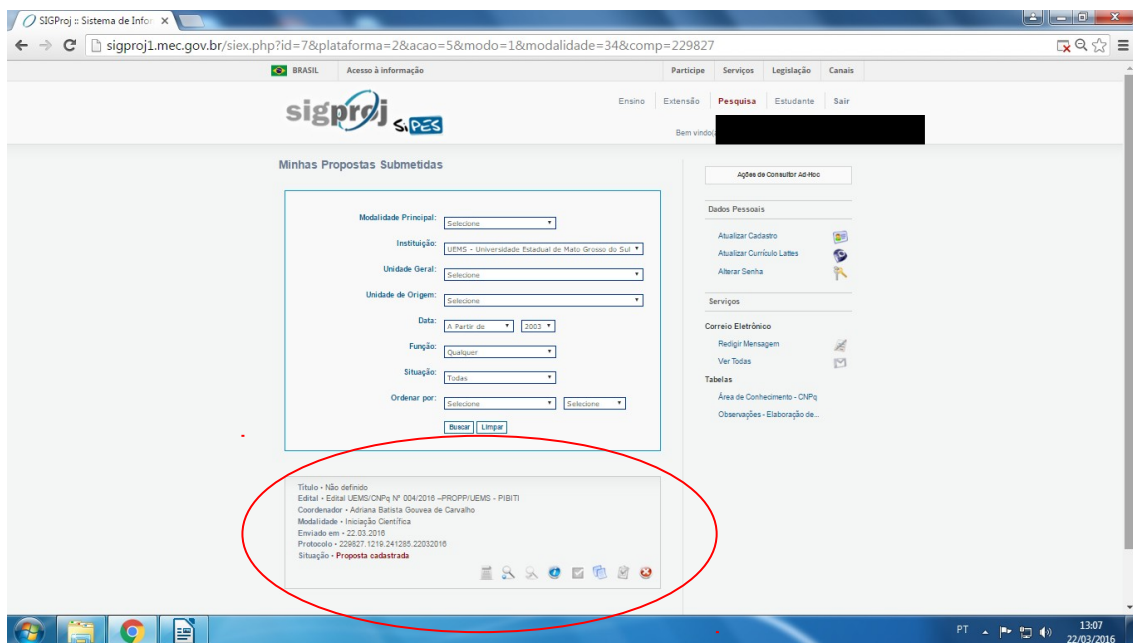 SIGProj :: Sistema de Infor
sigproj1.mec.gov.br/siex.php?id=7&plataforma=2&acao=5&modo=1&modalidade=34&comp=229827
BRASIL Acesso à informação Participe Serviços Legislação Canais
sigproj SiPES
Ensino Extensão Pesquisa Estudante Sair
Bem vindo(a
Minhas Propostas Submetidas
Modalidade Principal: Selecione
Instituição: UEMS - Universidade Estadual de Mato Grosso do Sul
Unidade Geral: Selecione
Unidade de Origem: Selecione
Data: A Partir de 2003
Função: Qualquer
Situação: Todas
Ordenar por: Selecione Selecione
Buscar Limpar
Título • Não definido
Edital • Edital UEMS/CNPq Nº 004/2016 –PROPP/UEMS - PIBITI
Coordenador • Adriana Batista Gouvea de Carvalho
Modalidade • Iniciação Científica
Enviado em • 22.03.2016
Protocolo • 229827.1219.241285.22032016
Situação • Proposta cadastrada
Ações de Consultor Ad-Hoc
Dados Pessoais
Atualizar Cadastro
Atualizar Currículo Lattes
Alterar Senha
Serviços
Correio Eletrônico
Redigir Mensagem
Ver Todas
Tabelas
Área de Conhecimento - CNPq
Observações - Elaboração de...
PT
13:07
22/03/2016